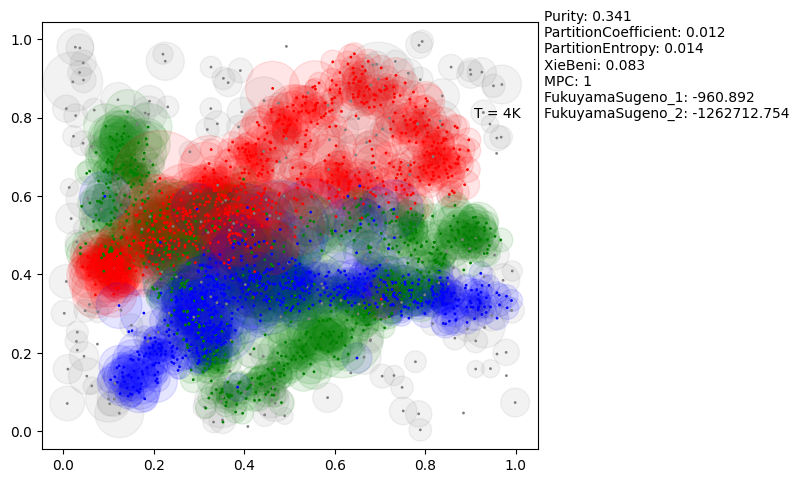 Purity: 0.341
PartitionCoefficient: 0.012
PartitionEntropy: 0.014
XieBeni: 0.083
MPC: 1
FukuyamaSugeno_1: -960.892
FukuyamaSugeno_2: -1262712.754
T = 4K
1.0
0.8
0.6
0.4
0.2
0.0
0.0 0.2 0.4 0.6 0.8 1.0